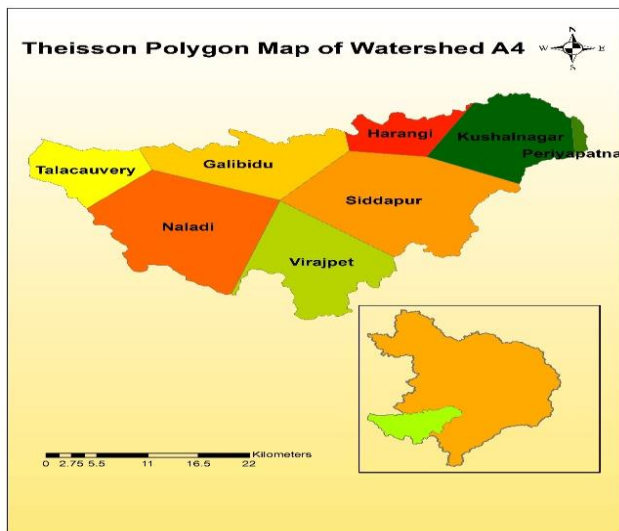 Theisson Polygon Map of Watershed A4
N
W E
S
Harangi
Kushalnagar
Periyapatna
Talacauvery
Galibidu
Siddapur
Naladi
Virajpet
Kilometers
0 2.75 5.5 11 16.5 22